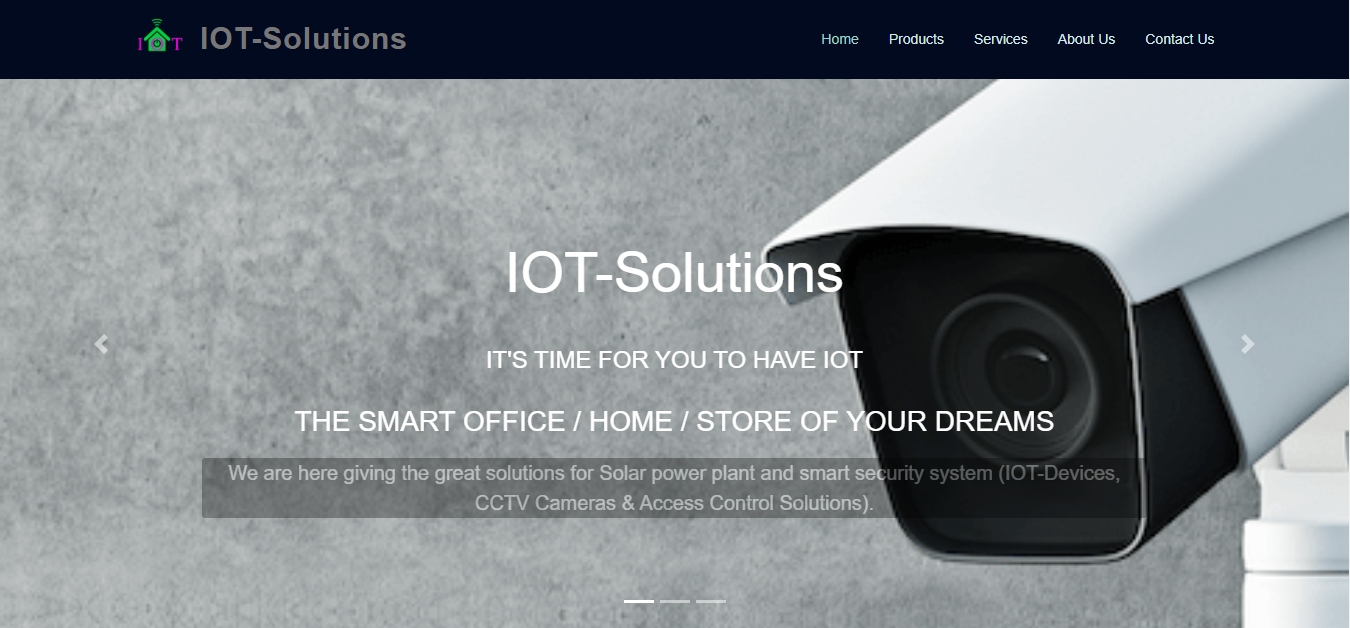 I T IOT-Solutions Home Products Services About Us Contact Us
IOT-Solutions
IT'S TIME FOR YOU TO HAVE IOT
THE SMART OFFICE / HOME / STORE OF YOUR DREAMS
We are here giving the great solutions for Solar power plant and smart security system (IOT-Devices,
CCTV Cameras & Access Control Solutions).